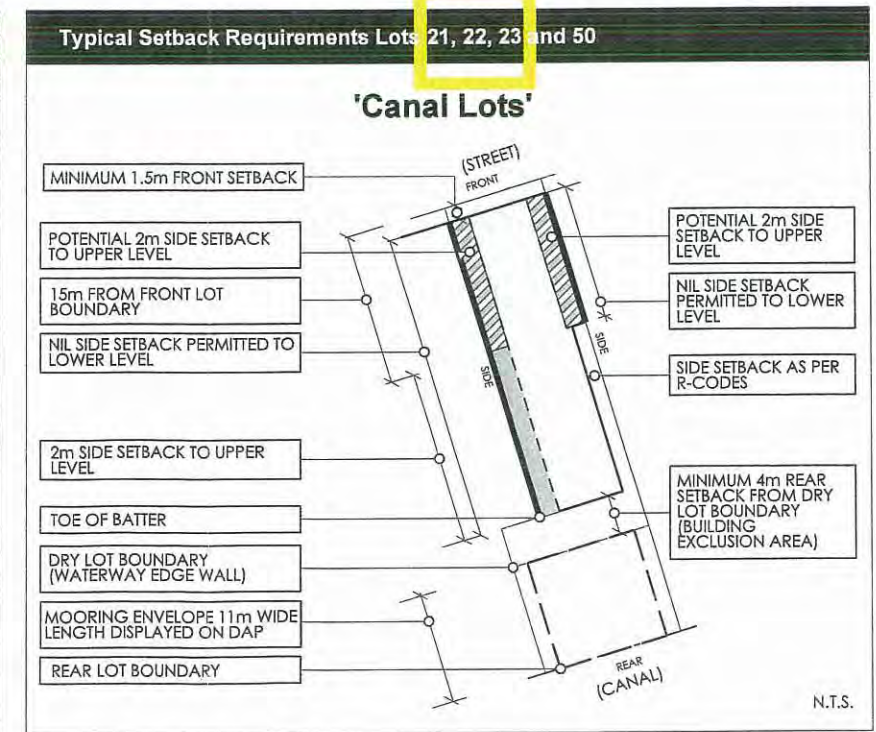 Typical Setback Requirements Lots 21, 22, 23 and 50
'Canal Lots'
MINIMUM 1.5m FRONT SETBACK
POTENTIAL 2m SIDE SETBACK
TO UPPER LEVEL
15m FROM FRONT LOT
BOUNDARY
NIL SIDE SETBACK PERMITTED TO
LOWER LEVEL
2m SIDE SETBACK TO UPPER
LEVEL
TOE OF BATTER
DRY LOT BOUNDARY
(WATERWAY EDGE WALL)
MOORING ENVELOPE 11m WIDE
LENGTH DISPLAYED ON DAP
REAR LOT BOUNDARY
(STREET)
FRONT
SIDE
SIDE
REAR
(CANAL)
POTENTIAL 2m SIDE
SETBACK TO UPPER
LEVEL
NIL SIDE SETBACK
PERMITTED TO LOWER
LEVEL
SIDE SETBACK AS PER
R-CODES
MINIMUM 4m REAR
SETBACK FROM DRY
LOT BOUNDARY
(BUILDING
EXCLUSION AREA)
N.T.S.